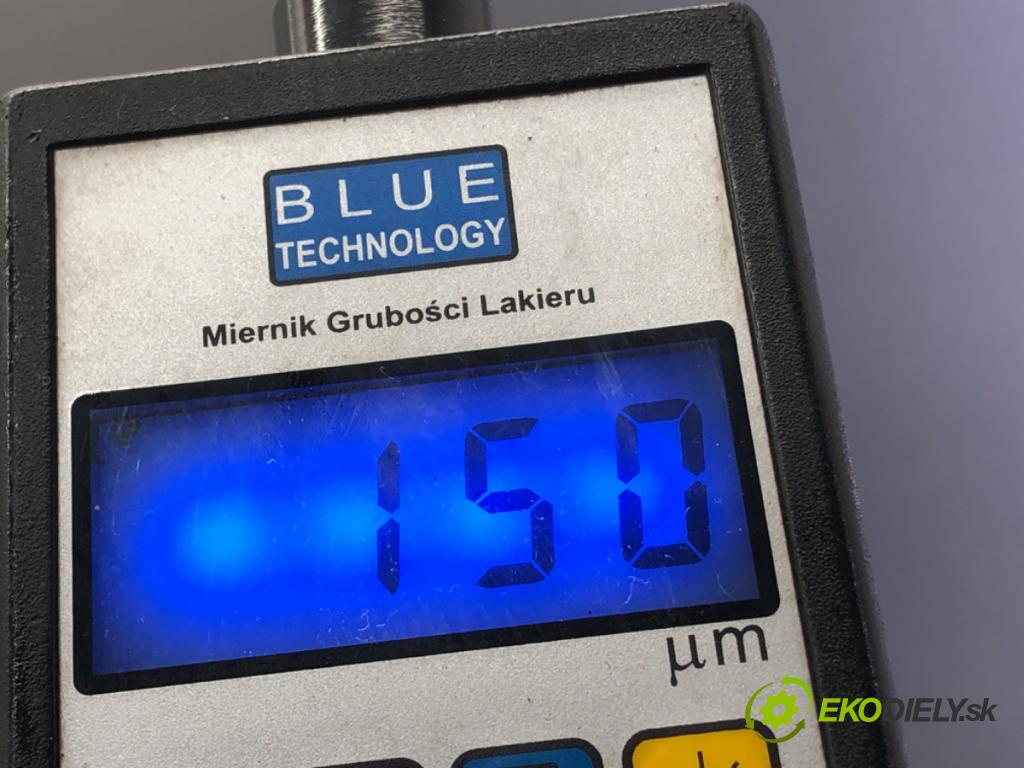 BLUE
TECHNOLOGY
Miernik Grubości Lakieru
150
µm
EKODIELY.sk